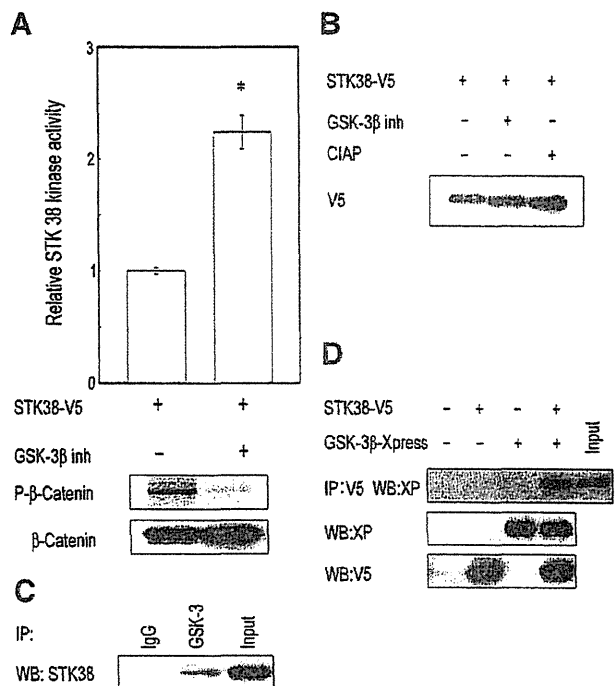 A
3
2
1
0
Relative STK 38 kinase activity
*
STK38-V5 + +
GSK-3β inh - +
P-β-Catenin
β-Catenin
B
STK38-V5 + + +
GSK-3β inh - + -
CIAP - - +
V5
C
IP: IgG GSK-3 Input
WB: STK38
D
STK38-V5 - + - +
GSK-3β-Xpress - - + + Input
IP:V5 WB:XP
WB:XP
WB:V5